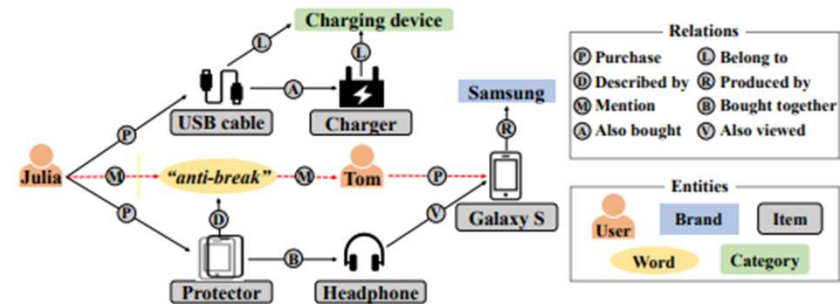 Charging device
L
L
P
A
USB cable
Charger
Samsung
R
Julia
M
"anti-break"
M
Tom
P
Galaxy S
P
D
V
B
Protector
Headphone
Relations
P Purchase
L Belong to
D Described by
R Produced by
M Mention
B Bought together
A Also bought
V Also viewed
Entities
User
Brand
Item
Word
Category